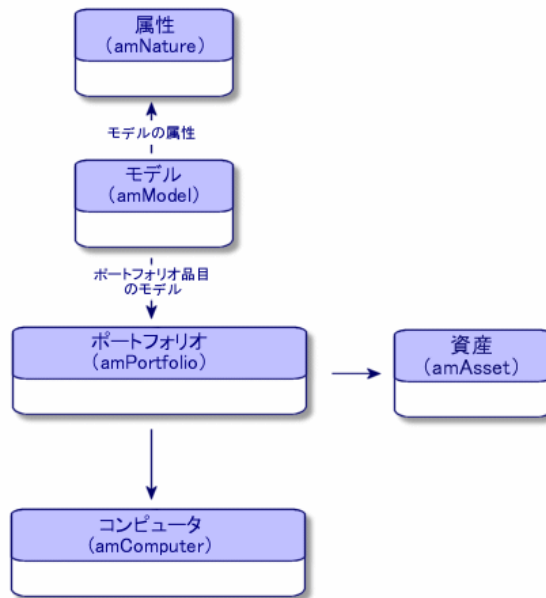 属性
(amNature)
モデルの属性
モデル
(amModel)
ポートフォリオ品目
のモデル
ポートフォリオ
(amPortfolio)
資産
(amAsset)
コンピュータ
(amComputer)